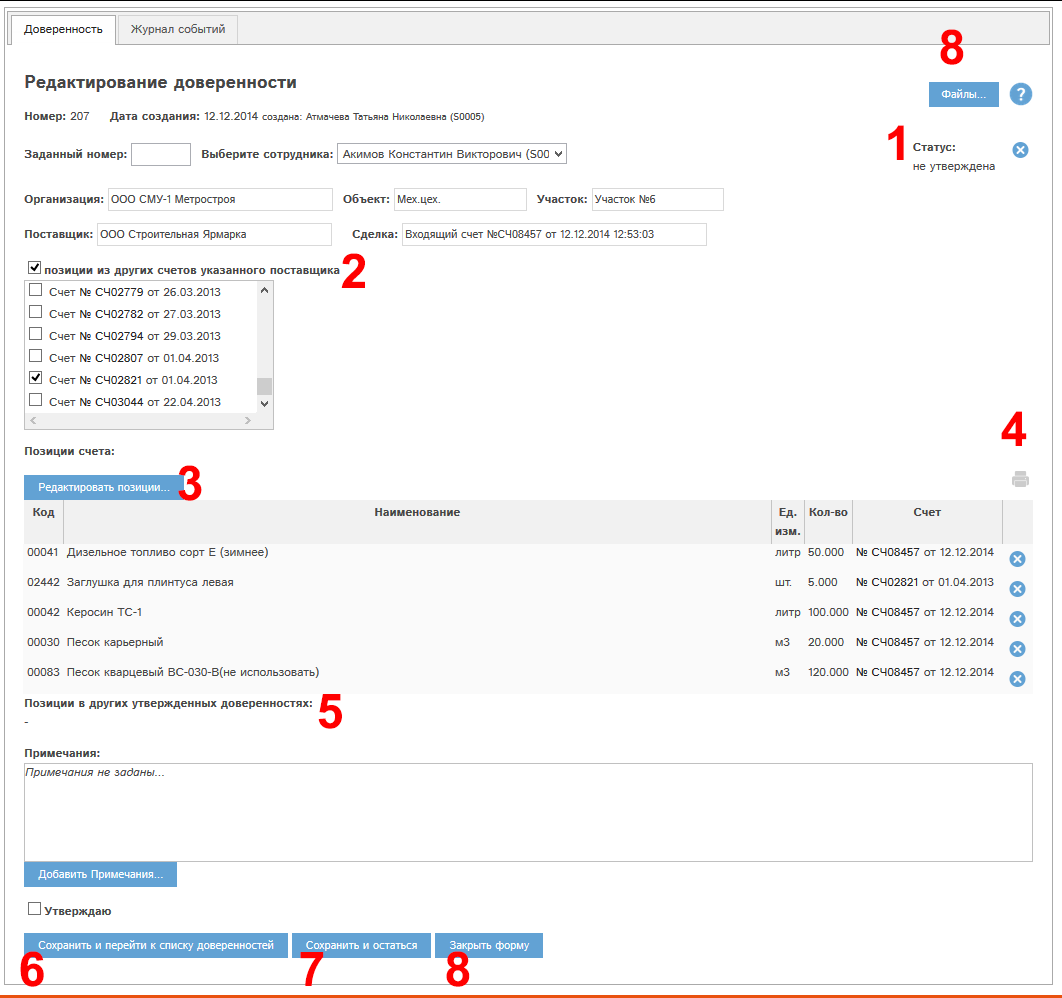 Доверенность Журнал событий
8
Редактирование доверенности
Файлы... ?
Номер: 207 Дата создания: 12.12.2014 создана: Атмачева Татьяна Николаевна (S0005)
1 Статус:
не утверждена
Заданный номер: Выберите сотрудника: Акимов Константин Викторович (S00
Организация: ООО СМУ-1 Метростроя Объект: Мех.цех. Участок: Участок №6
Поставщик: ООО Строительная Ярмарка Сделка: Входящий счет №СЧ08457 от 12.12.2014 12:53:03
позиции из других счетов указанного поставщика 2
Счет № СЧ02779 от 26.03.2013
Счет № СЧ02782 от 27.03.2013
Счет № СЧ02794 от 29.03.2013
Счет № СЧ02807 от 01.04.2013
Счет № СЧ02821 от 01.04.2013
Счет № СЧ03044 от 22.04.2013
4
Позиции счета:
Редактировать позиции... 3
Код Наименование Ед. изм. Кол-во Счет
00041 Дизельное топливо сорт Е (зимнее) литр 50.000 № СЧ08457 от 12.12.2014
02442 Заглушка для плинтуса левая шт. 5.000 № СЧ02821 от 01.04.2013
00042 Керосин ТС-1 литр 100.000 № СЧ08457 от 12.12.2014
00030 Песок карьерный м3 20.000 № СЧ08457 от 12.12.2014
00083 Песок кварцевый ВС-030-В(не использовать) м3 120.000 № СЧ08457 от 12.12.2014
Позиции в других утвержденных доверенностях: 5
-
Примечания:
Примечания не заданы...
Добавить Примечания...
Утверждаю
Сохранить и перейти к списку доверенностей Сохранить и остаться Закрыть форму
6 7 8